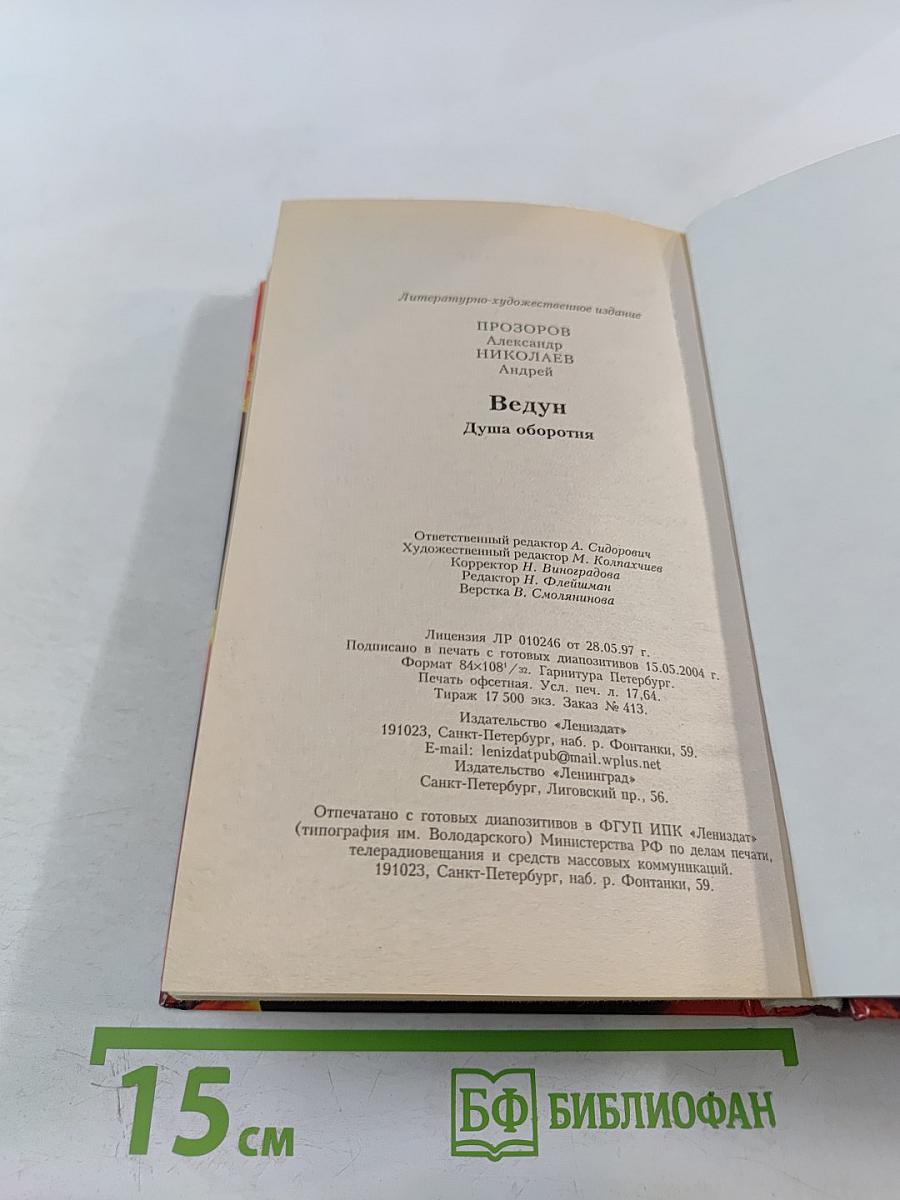 Литературно-художественное издание
ПРОЗОРОВ
Александр
НИКОЛАЕВ
Андрей
Ведун
Душа оборотня
Ответственный редактор А. Сидорович
Художественный редактор М. Колпахчиев
Корректор Н. Виноградова
Редактор Н. Флейшман
Верстка В. Смолянинова
Лицензия ЛР 010246 от 28.05.97 г.
Подписано в печать с готовых диапозитивов 15.05.2004 г.
Формат 84×108¹/₃₂. Гарнитура Петербург.
Печать офсетная. Усл. печ. л. 17,64.
Тираж 17 500 экз. Заказ № 413.
Издательство «Лениздат»
191023, Санкт-Петербург, наб. р. Фонтанки, 59.
E-mail: lenizdatpub@mail.wplus.net
Издательство «Ленинград»
Санкт-Петербург, Лиговский пр., 56.
Отпечатано с готовых диапозитивов в ФГУП ИПК «Лениздат»
(типография им. Володарского) Министерства РФ по делам печати,
телерадиовещания и средств массовых коммуникаций.
191023, Санкт-Петербург, наб. р. Фонтанки, 59.
15 см
БФ БИБЛИОФАН